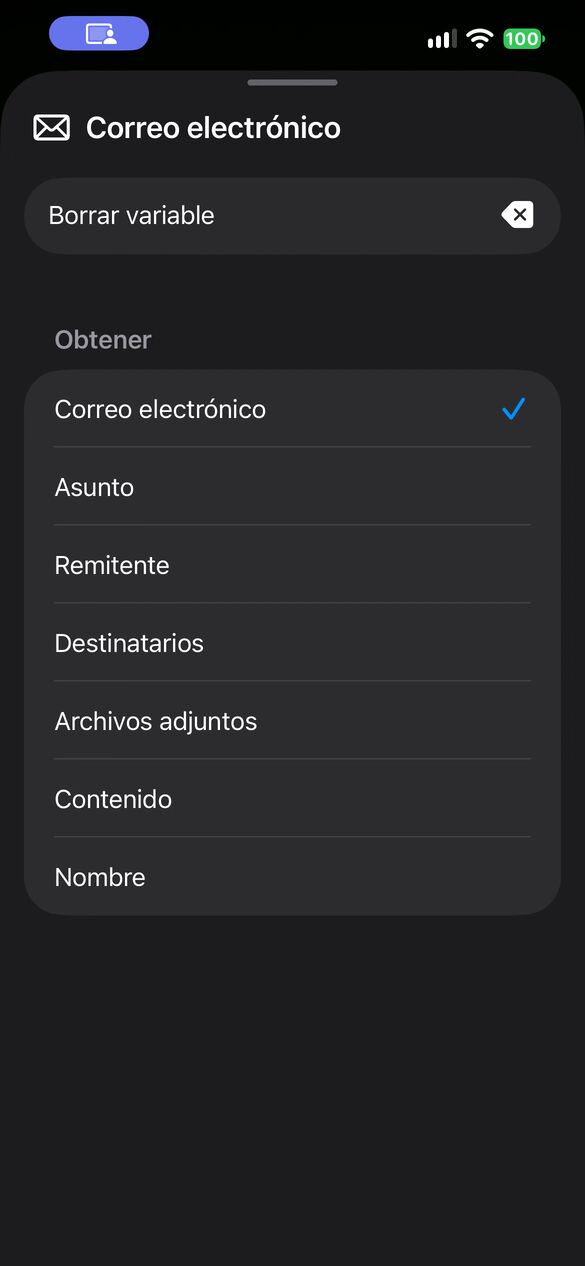 100
Correo electrónico
Borrar variable
Obtener
Correo electrónico
Asunto
Remitente
Destinatarios
Archivos adjuntos
Contenido
Nombre